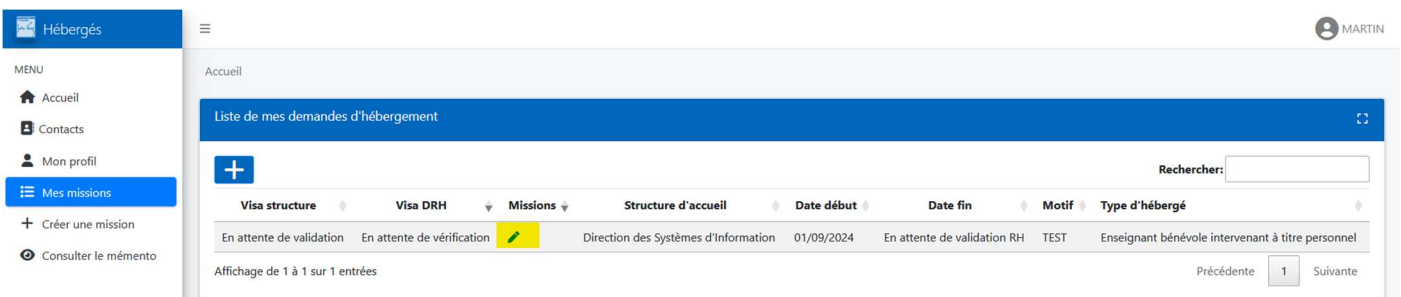 Hébergés
MARTIN
MENU
Accueil
Accueil
Contacts
Mon profil
Mes missions
Créer une mission
Consulter le mémento
Liste de mes demandes d'hébergement
Rechercher:
Visa structure Visa DRH Missions Structure d'accueil Date début Date fin Motif Type d'hébergé
En attente de validation En attente de vérification Direction des Systèmes d'Information 01/09/2024 En attente de validation RH TEST Enseignant bénévole intervenant à titre personnel
Affichage de 1 à 1 sur 1 entrées
Précédente 1 Suivante